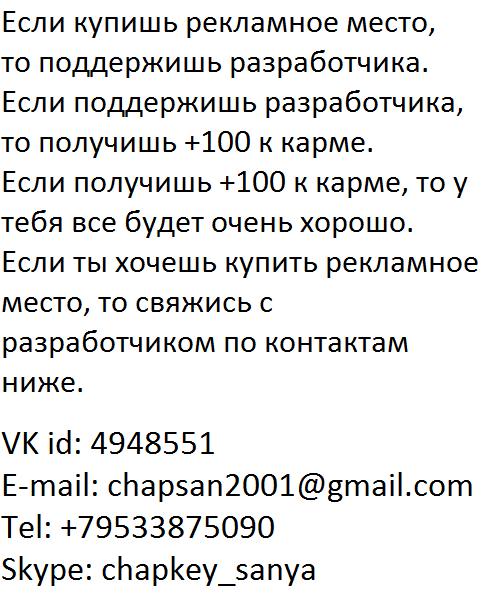 Если купишь рекламное место,
то поддержишь разработчика.
Если поддержишь разработчика,
то получишь +100 к карме.
Если получишь +100 к карме, то у
тебя все будет очень хорошо.
Если ты хочешь купить рекламное
место, то свяжись с
разработчиком по контактам
ниже.
VK id: 4948551
E-mail: chapsan2001@gmail.com
Tel: +79533875090
Skype: chapkey_sanya